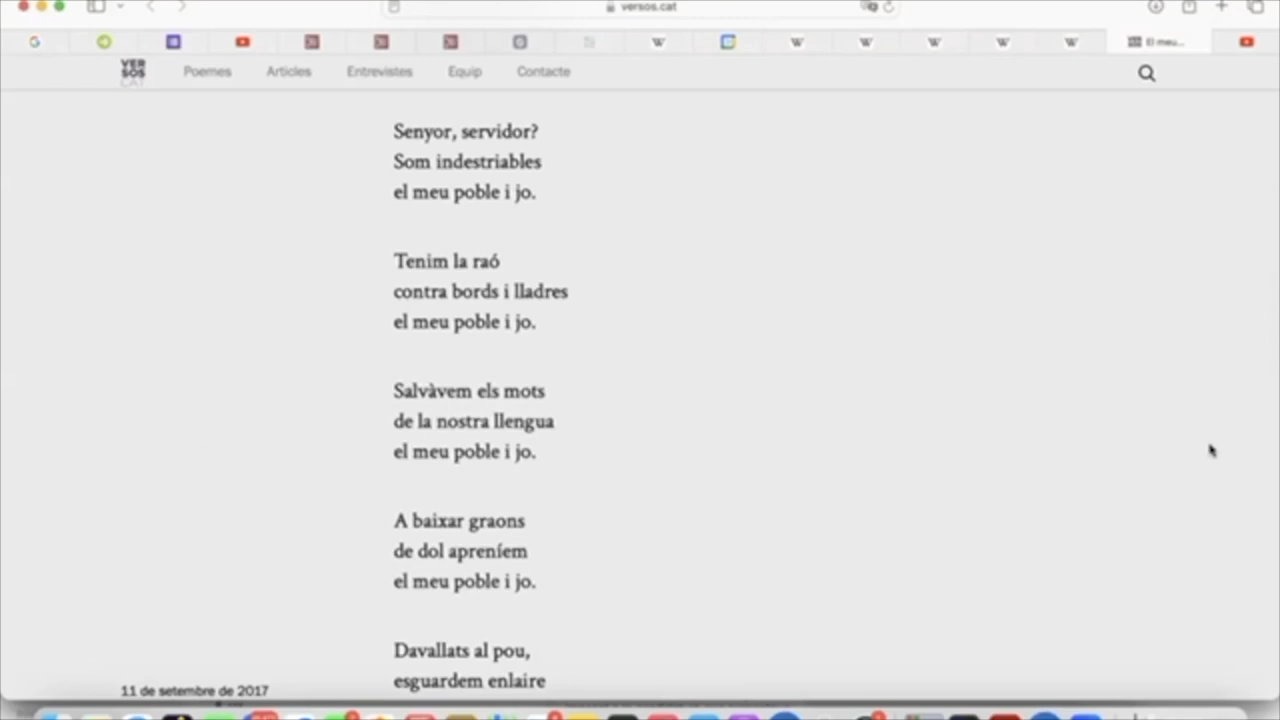 versos.cat
El meu...
VER
SOS
CAT
Poemes
Articles
Entrevistes
Equip
Contacte
Senyor, servidor?
Som indestriables
el meu poble i jo.
Tenim la raó
contra bords i lladres
el meu poble i jo.
Salvàvem els mots
de la nostra llengua
el meu poble i jo.
A baixar graons
de dol apreníem
el meu poble i jo.
Davallats al pou,
esguardem enlaire
11 de setembre de 2017